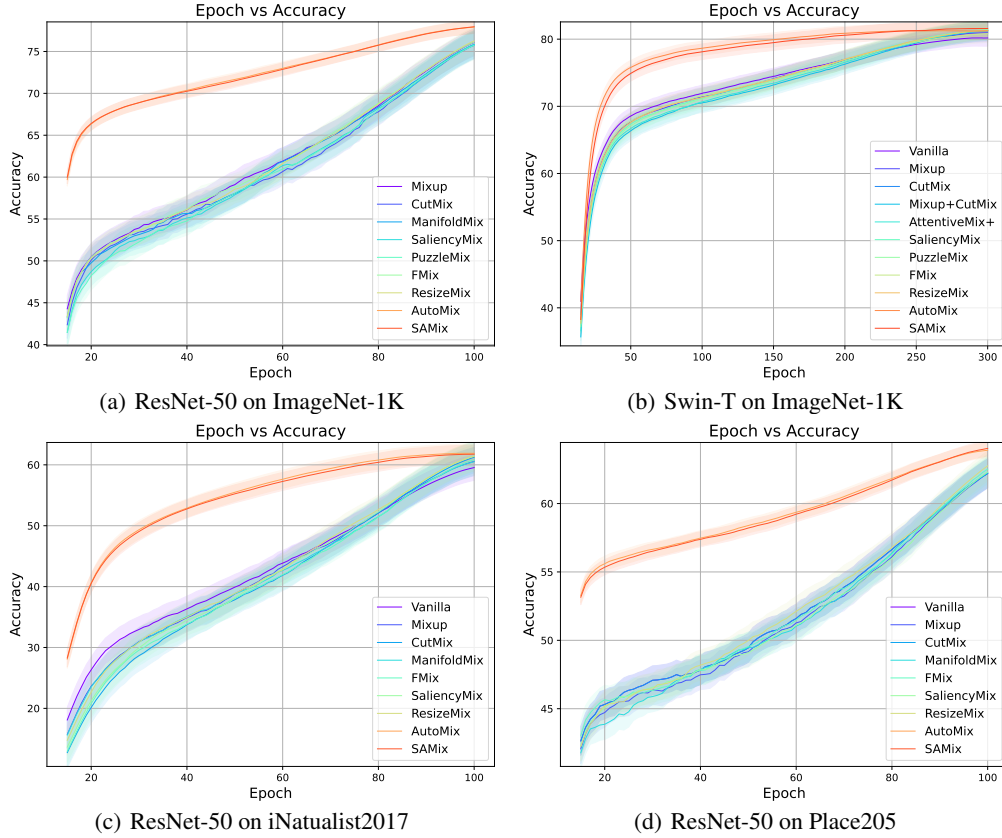 Epoch vs Accuracy
Accuracy
75
70
65
60
55
50
45
40
20
40
60
80
100
Epoch
Mixup
CutMix
ManifoldMix
SaliencyMix
PuzzleMix
FMix
ResizeMix
AutoMix
SAMix
(a) ResNet-50 on ImageNet-1K
Epoch vs Accuracy
Accuracy
80
70
60
50
40
50
100
150
200
250
300
Epoch
Vanilla
Mixup
CutMix
Mixup+CutMix
AttentiveMix+
SaliencyMix
PuzzleMix
FMix
ResizeMix
AutoMix
SAMix
(b) Swin-T on ImageNet-1K
Epoch vs Accuracy
Accuracy
60
50
40
30
20
20
40
60
80
100
Epoch
Vanilla
Mixup
CutMix
ManifoldMix
FMix
SaliencyMix
ResizeMix
AutoMix
SAMix
(c) ResNet-50 on iNatualist2017
Epoch vs Accuracy
Accuracy
60
55
50
45
20
40
60
80
100
Epoch
Vanilla
Mixup
CutMix
ManifoldMix
FMix
SaliencyMix
ResizeMix
AutoMix
SAMix
(d) ResNet-50 on Place205